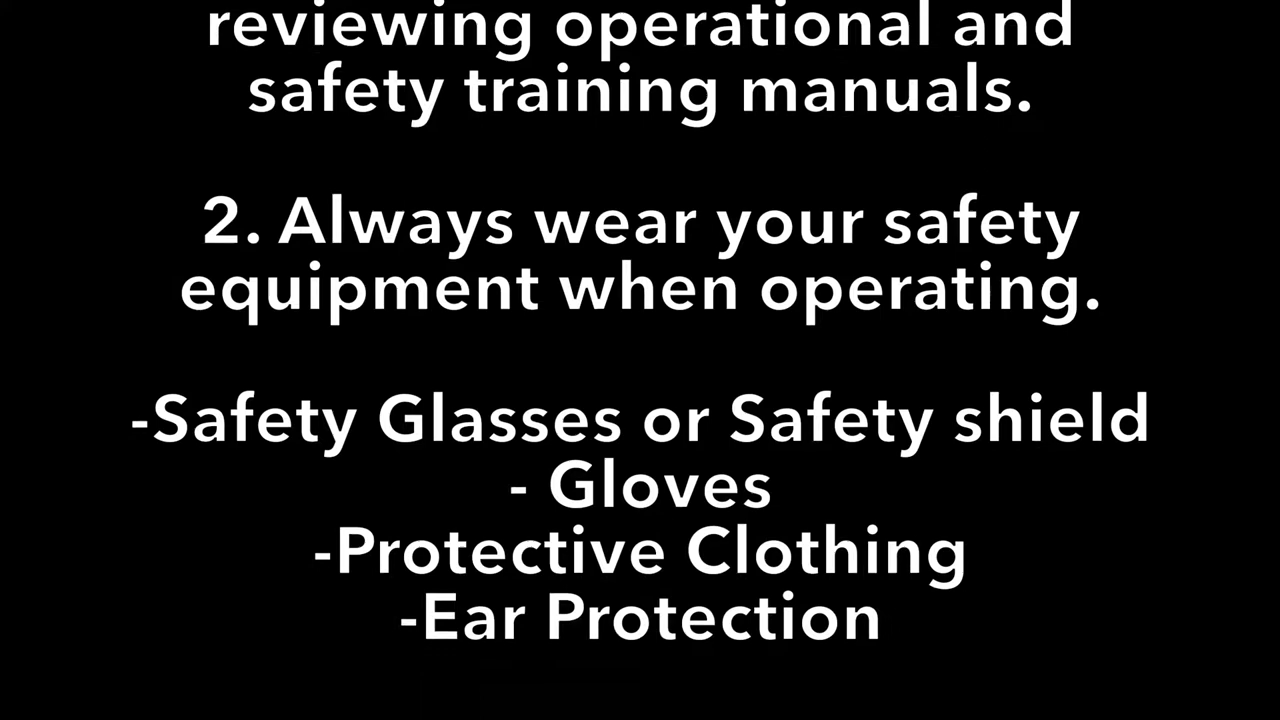 reviewing operational and
safety training manuals.
2. Always wear your safety
equipment when operating.
-Safety Glasses or Safety shield
- Gloves
-Protective Clothing
-Ear Protection